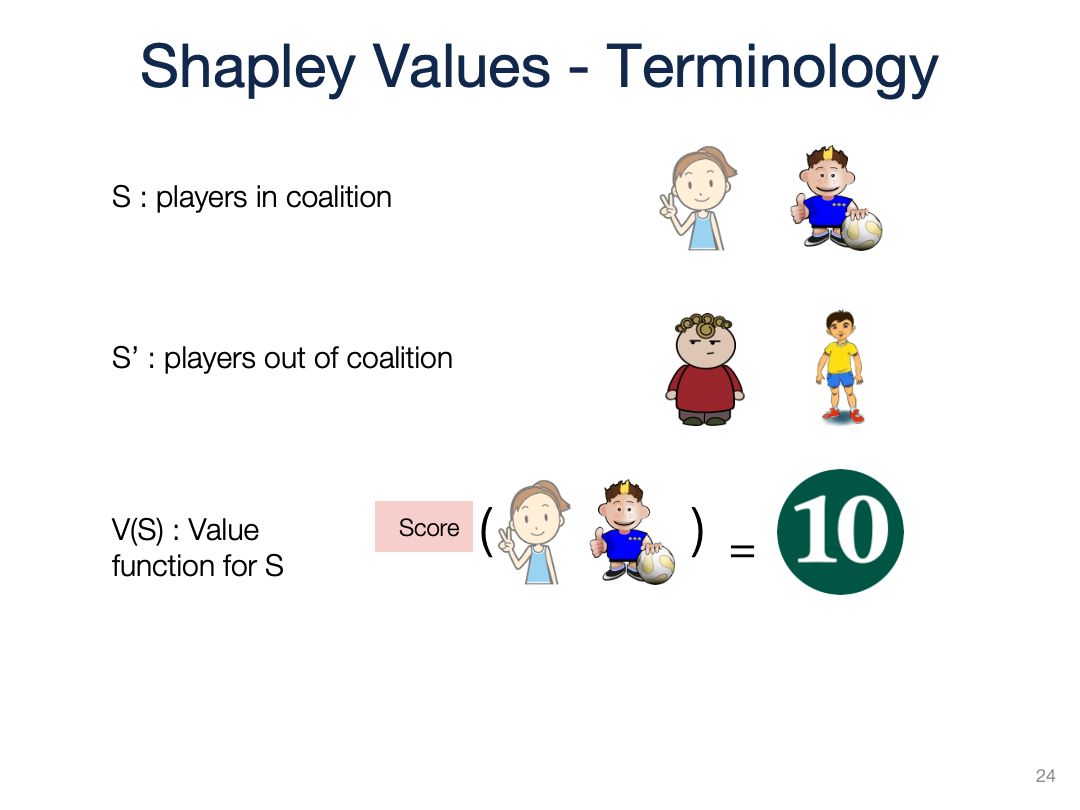 Shapley Values - Terminology
S : players in coalition
S’ : players out of coalition
V(S) : Value
function for S
Score ( ) = 10
24